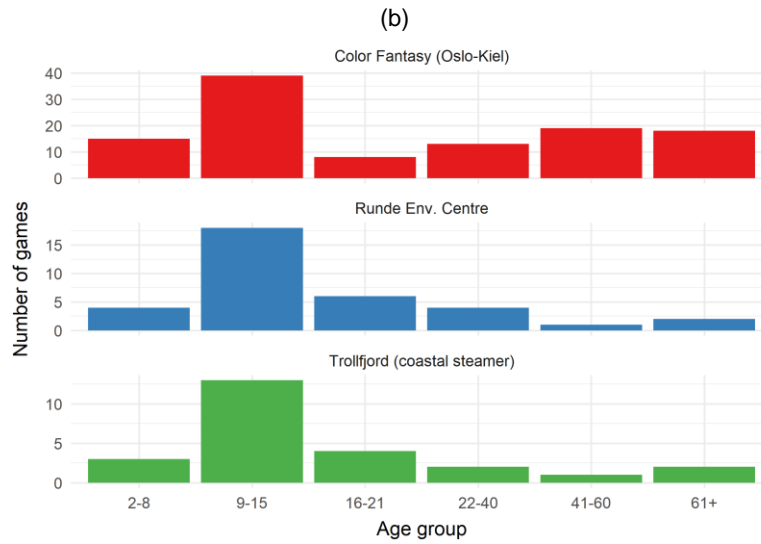 (b)
Color Fantasy (Oslo-Kiel)
40
30
20
10
0
Runde Env. Centre
15
10
5
0
Trollfjord (coastal steamer)
10
5
0
Number of games
2-8 9-15 16-21 22-40 41-60 61+
Age group